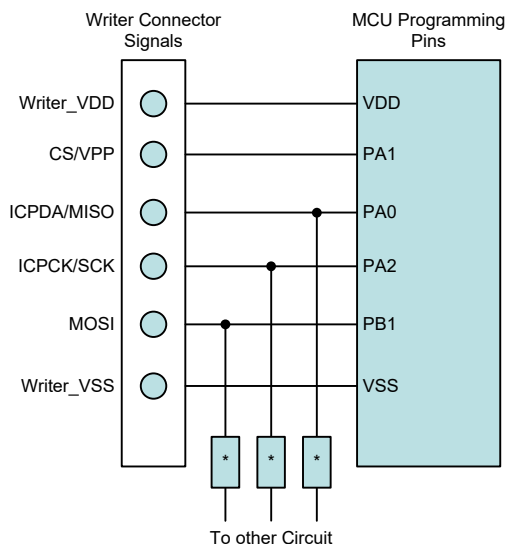 Writer Connector
Signals
MCU Programming
Pins
Writer_VDD
VDD
CS/VPP
PA1
ICPDA/MISO
PA0
ICPCK/SCK
PA2
MOSI
PB1
Writer_VSS
VSS
* * *
To other Circuit